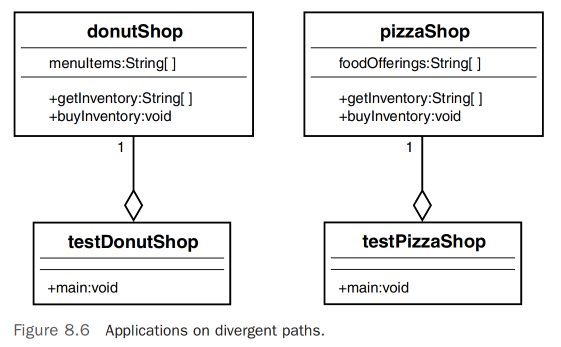 donutShop
menuItems:String[ ]
+getInventory:String[ ]
+buyInventory:void
1
testDonutShop
+main:void
pizzaShop
foodOfferings:String[ ]
+getInventory:String[ ]
+buyInventory:void
1
testPizzaShop
+main:void
Figure 8.6 Applications on divergent paths.